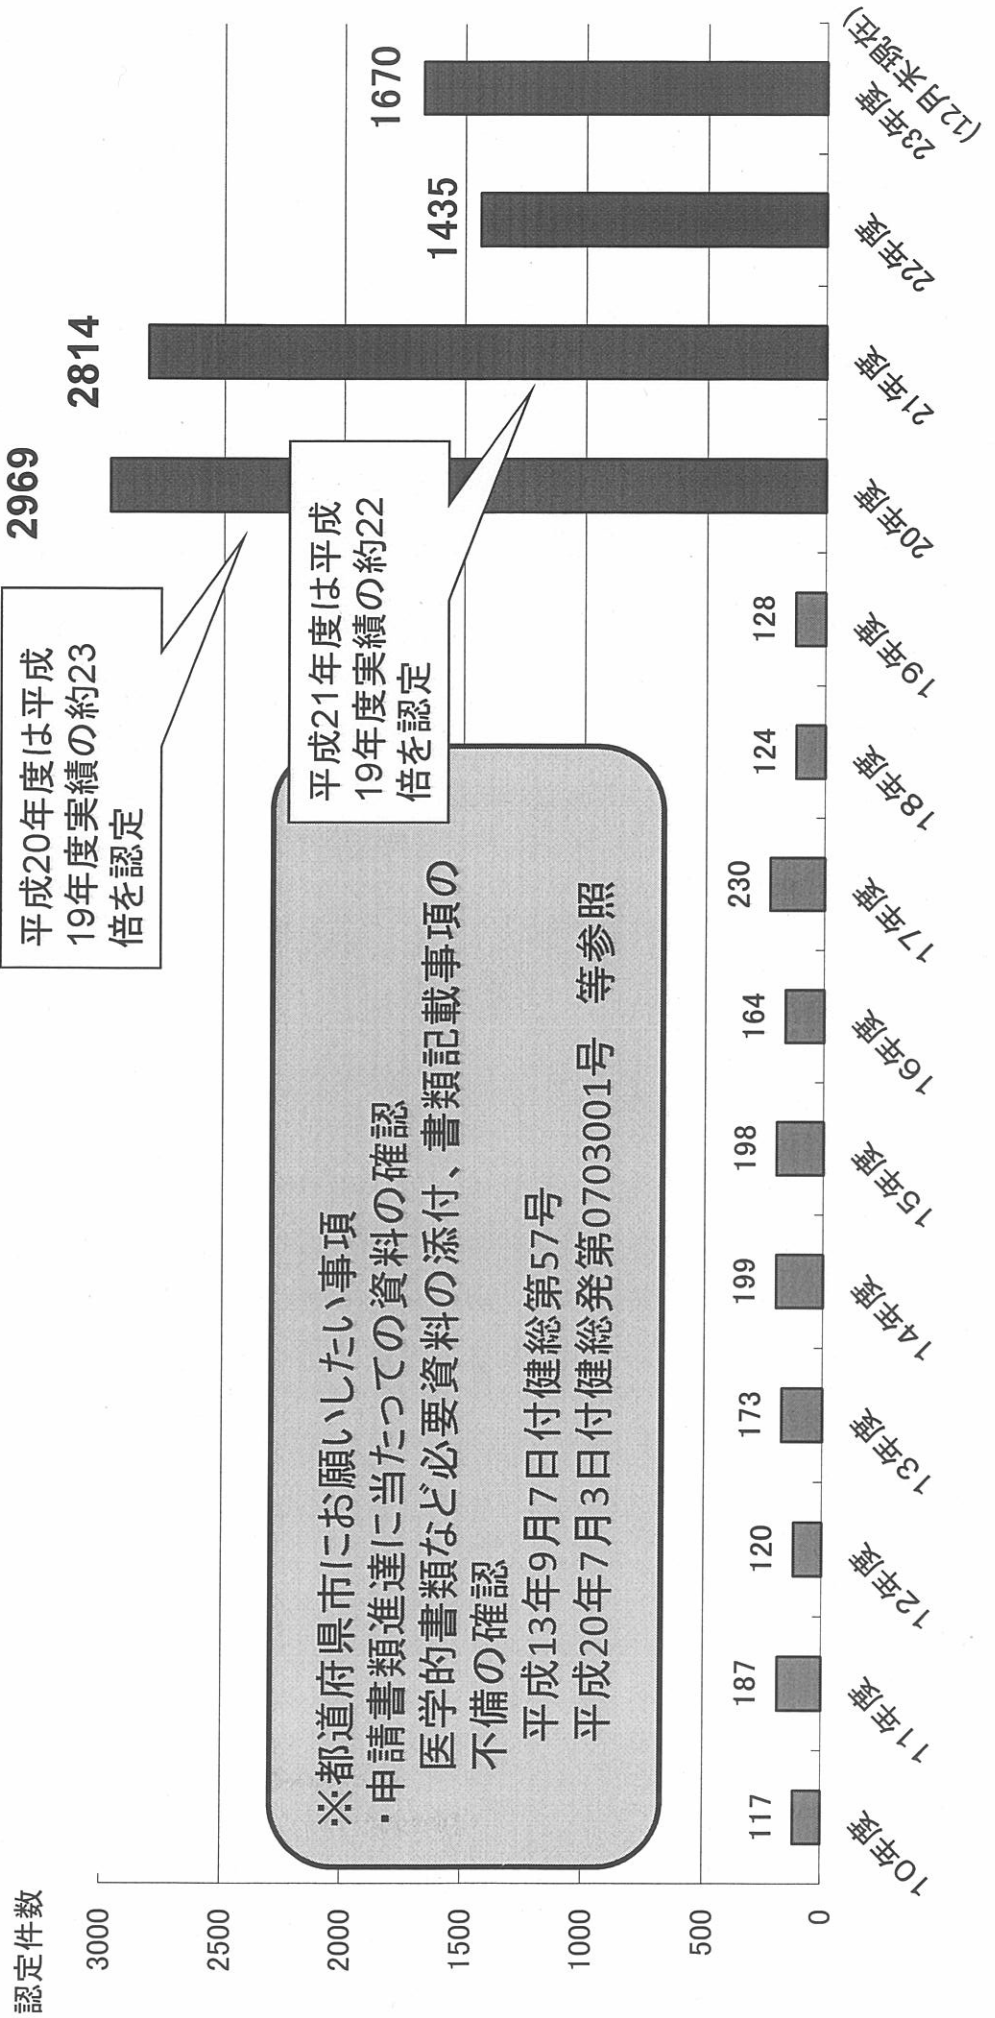 認定件数
3000
2500
2000
1500
1000
500
0
平成20年度は平成
19年度実績の約23
倍を認定
平成21年度は平成
19年度実績の約22
倍を認定
※都道府県市にお願いしたい事項
・申請書類進達に当たっての資料の確認
医学的書類など必要資料の添付、書類記載事項の
不備の確認
平成13年9月7日付健総第57号
平成20年7月3日付健総発第0703001号　等参照
117
187
120
173
199
198
164
230
124
128
2969
2814
1435
1670
10年度
11年度
12年度
13年度
14年度
15年度
16年度
17年度
18年度
19年度
20年度
21年度
22年度
23年度
(12月末現在)